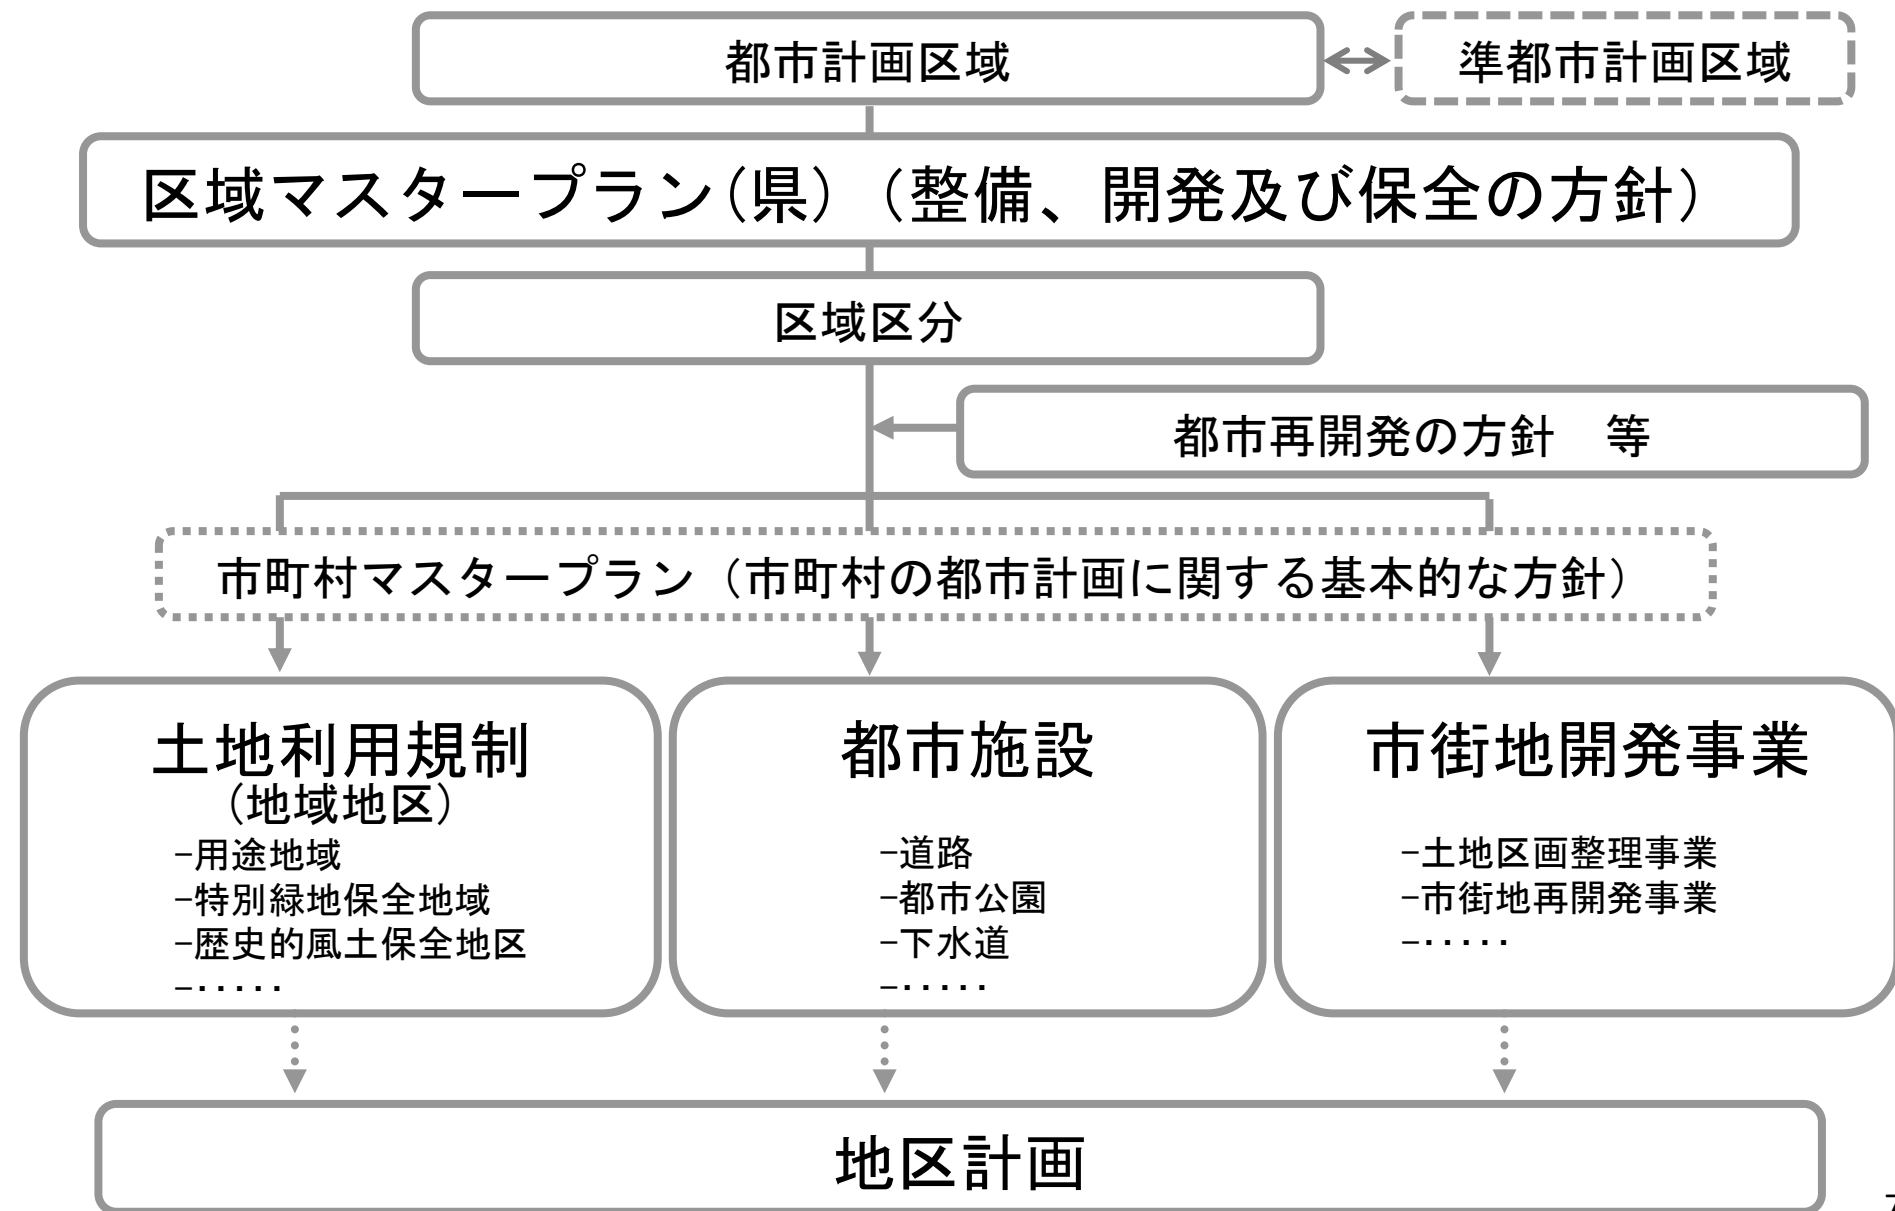 都市計画区域
準都市計画区域
区域マスタープラン(県)（整備、開発及び保全の方針）
区域区分
都市再開発の方針　等
市町村マスタープラン（市町村の都市計画に関する基本的な方針）
土地利用規制
（地域地区）
−用途地域
−特別緑地保全地域
−歴史的風土保全地区
−・・・・・
都市施設
−道路
−都市公園
−下水道
−・・・・・
市街地開発事業
−土地区画整理事業
−市街地再開発事業
−・・・・・
地区計画